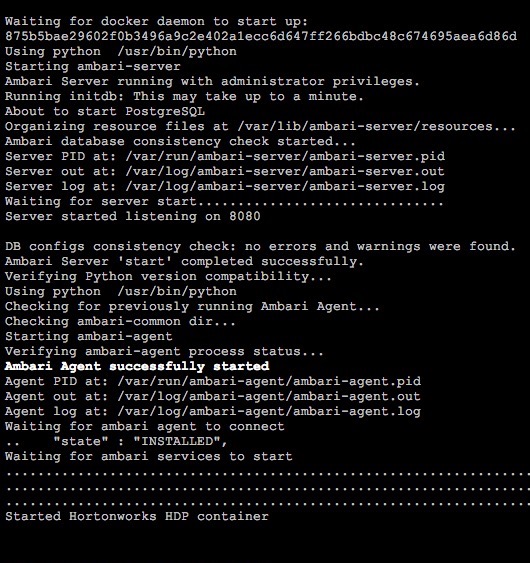 Waiting for docker daemon to start up:
875b5bae29602f0b3496a9c2e402a1ecc6d647ff266bdbc48c674695aea6d86d
Using python  /usr/bin/python
Starting ambari-server
Ambari Server running with administrator privileges.
Running initdb: This may take up to a minute.
About to start PostgreSQL
Organizing resource files at /var/lib/ambari-server/resources...
Ambari database consistency check started...
Server PID at: /var/run/ambari-server/ambari-server.pid
Server out at: /var/log/ambari-server/ambari-server.out
Server log at: /var/log/ambari-server/ambari-server.log
Waiting for server start...............................
Server started listening on 8080
DB configs consistency check: no errors and warnings were found.
Ambari Server 'start' completed successfully.
Verifying Python version compatibility...
Using python  /usr/bin/python
Checking for previously running Ambari Agent...
Checking ambari-common dir...
Starting ambari-agent
Verifying ambari-agent process status...
Ambari Agent successfully started
Agent PID at: /var/run/ambari-agent/ambari-agent.pid
Agent out at: /var/log/ambari-agent/ambari-agent.out
Agent log at: /var/log/ambari-agent/ambari-agent.log
Waiting for ambari agent to connect
..    "state" : "INSTALLED",
Waiting for ambari services to start
..................................................................
..................................................................
..................................................................
Started Hortonworks HDP container